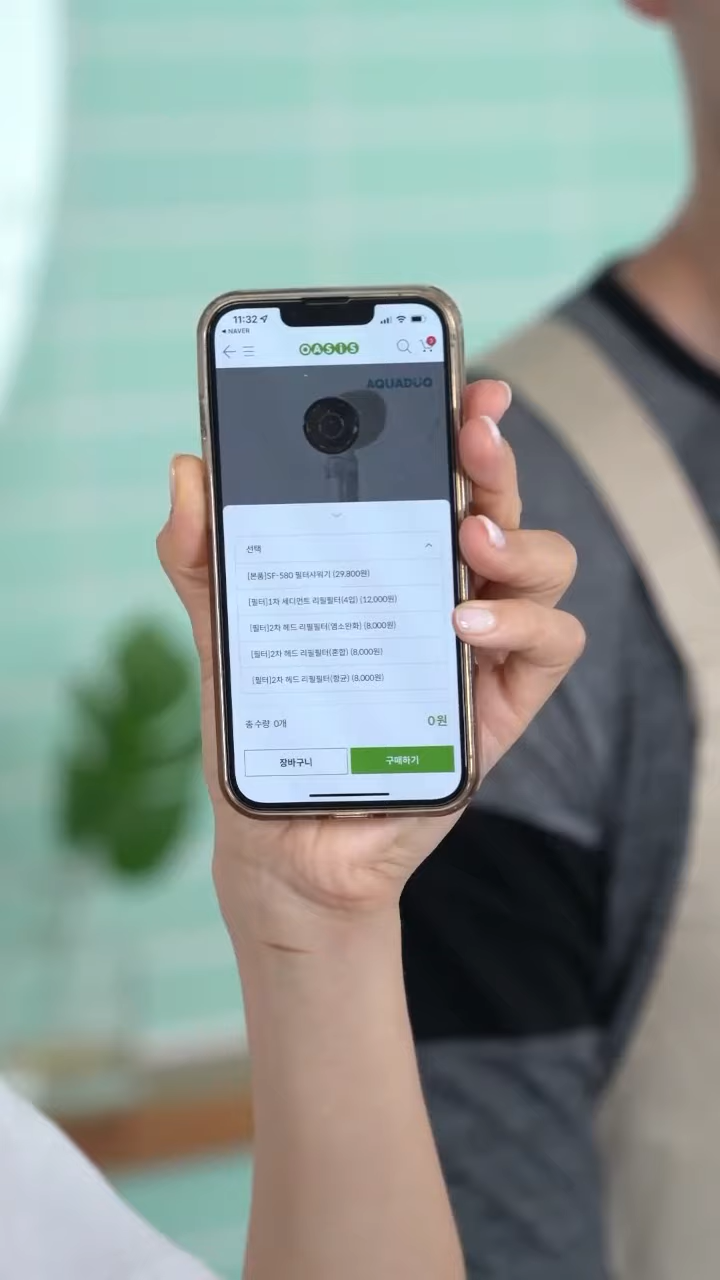 11:32
◀ NAVER
OASIS
AQUADUO
선택
[본품]SF-580 필터샤워기 (29,800원)
[필터]1차 세디먼트 리필필터(4입) (12,000원)
[필터]2차 헤드 리필필터(염소완화) (8,000원)
[필터]2차 헤드 리필필터(혼합) (8,000원)
[필터]2차 헤드 리필필터(항균) (8,000원)
총 수량 0개
0원
장바구니
구매하기